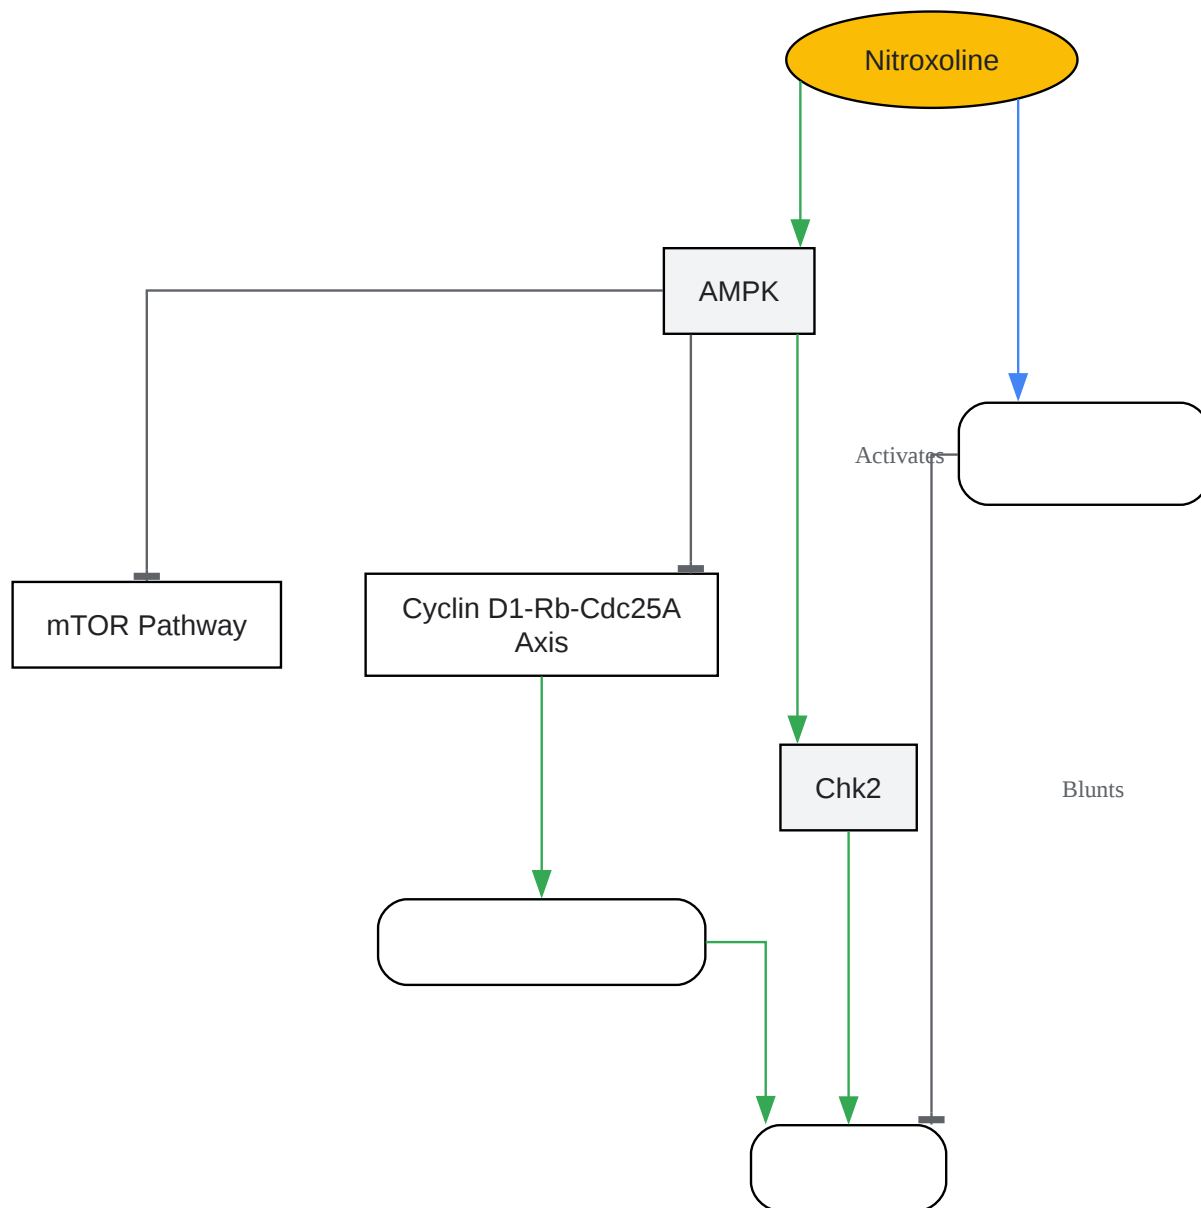 Nitroxoline
AMPK
Activates
mTOR Pathway
Cyclin D1-Rb-Cdc25A
Axis
Chk2
Blunts